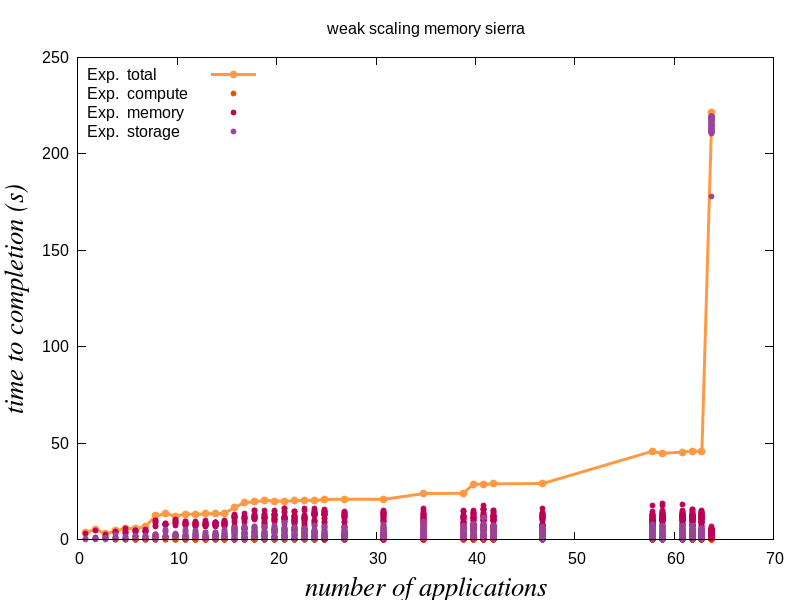 weak scaling memory sierra
250
200
150
100
50
0
Exp. total
Exp. compute
Exp. memory
Exp. storage
time to completion (s)
0 10 20 30 40 50 60 70
number of applications